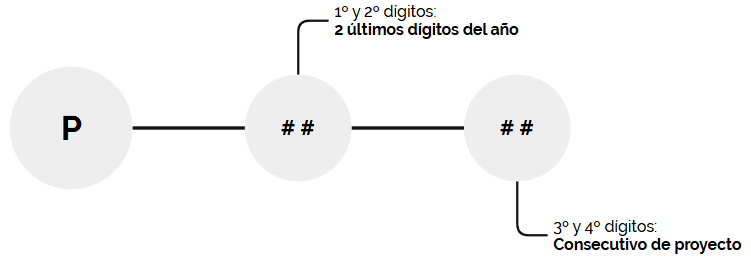 1º y 2º dígitos:
2 últimos dígitos del año
P
# #
# #
3º y 4º dígitos:
Consecutivo de proyecto